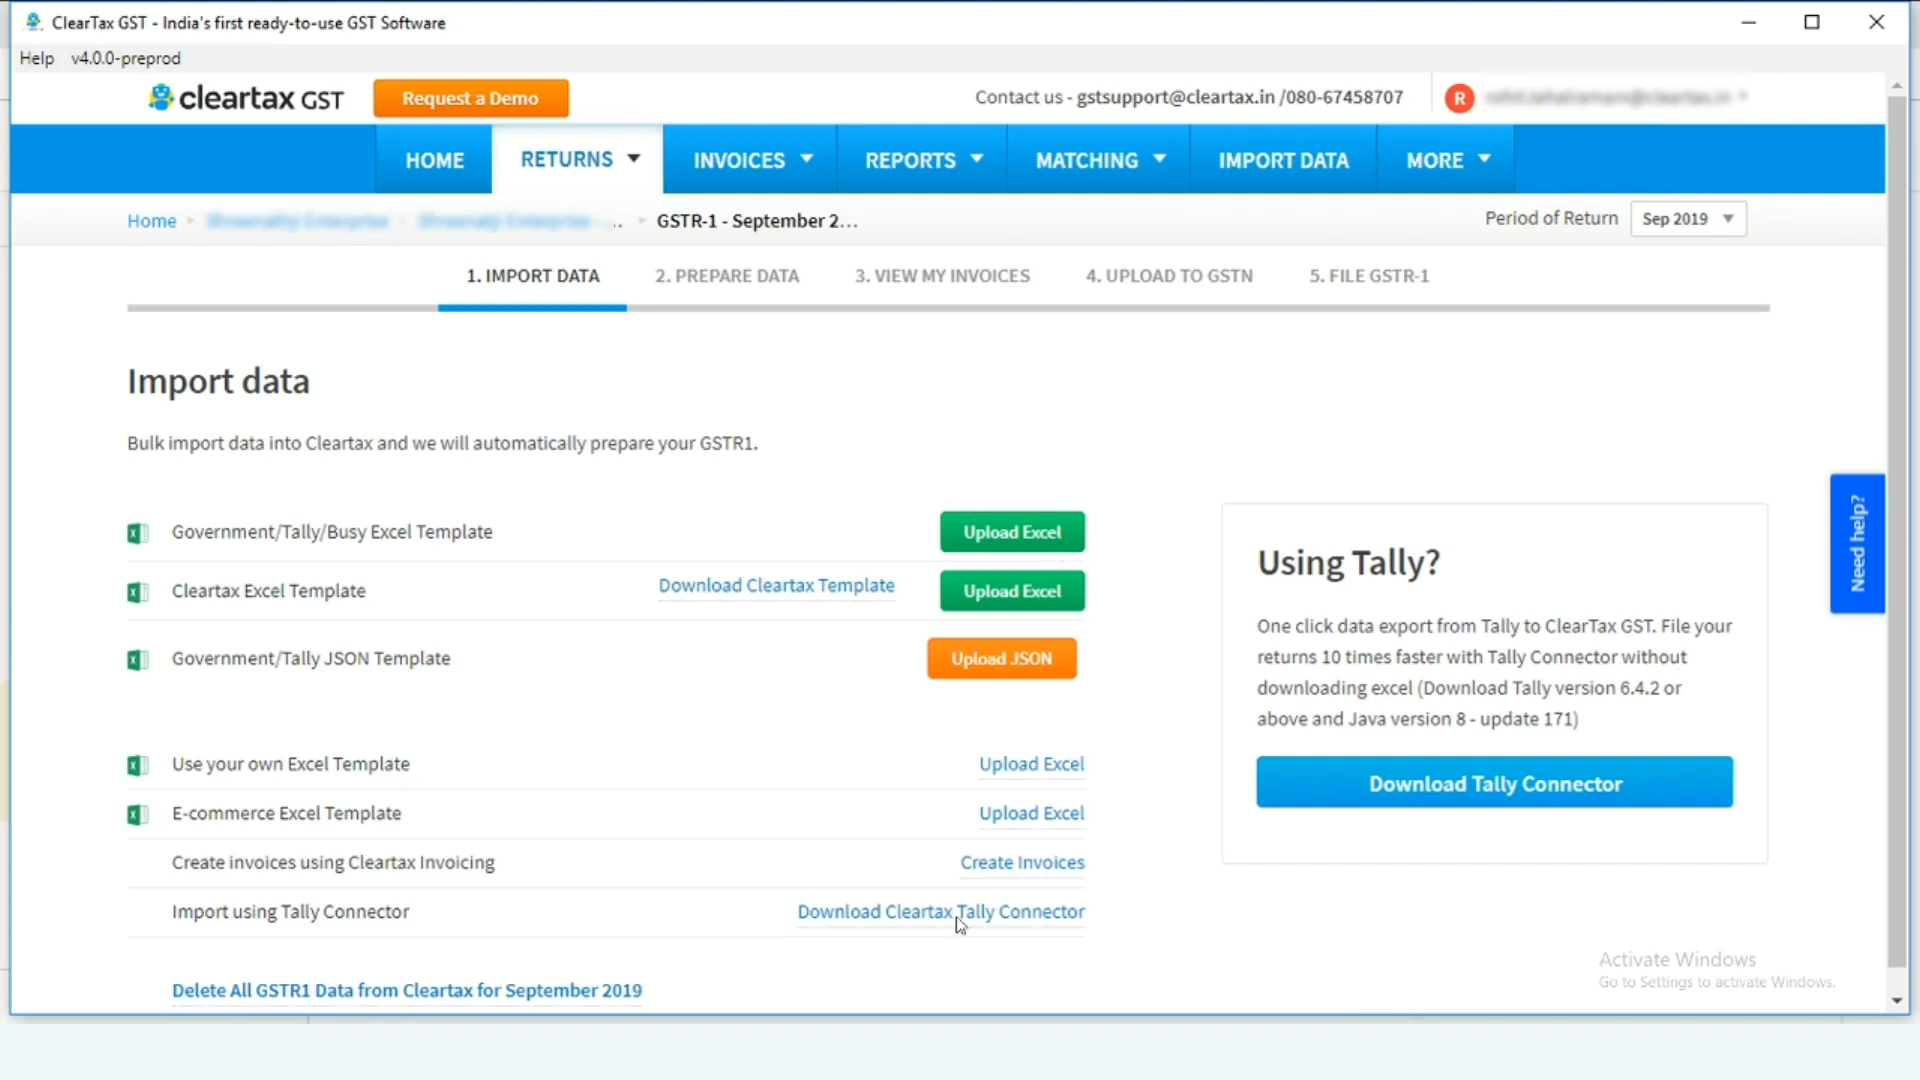 ClearTax GST - India's first ready-to-use GST Software
Help v4.0.0-preprod
cleartax GST
Request a Demo
Contact us - gstsupport@cleartax.in /080-67458707
R
HOME
RETURNS
INVOICES
REPORTS
MATCHING
IMPORT DATA
MORE
Home
GSTR-1 - September 2...
Period of Return
Sep 2019
1. IMPORT DATA
2. PREPARE DATA
3. VIEW MY INVOICES
4. UPLOAD TO GSTN
5. FILE GSTR-1
Import data
Bulk import data into Cleartax and we will automatically prepare your GSTR1.
Government/Tally/Busy Excel Template
Upload Excel
Cleartax Excel Template
Download Cleartax Template
Upload Excel
Government/Tally JSON Template
Upload JSON
Use your own Excel Template
Upload Excel
E-commerce Excel Template
Upload Excel
Create invoices using Cleartax Invoicing
Create Invoices
Import using Tally Connector
Download Cleartax Tally Connector
Delete All GSTR1 Data from Cleartax for September 2019
Using Tally?
One click data export from Tally to ClearTax GST. File your
returns 10 times faster with Tally Connector without
downloading excel (Download Tally version 6.4.2 or
above and Java version 8 - update 171)
Download Tally Connector
Need help?
Activate Windows
Go to Settings to activate Windows.